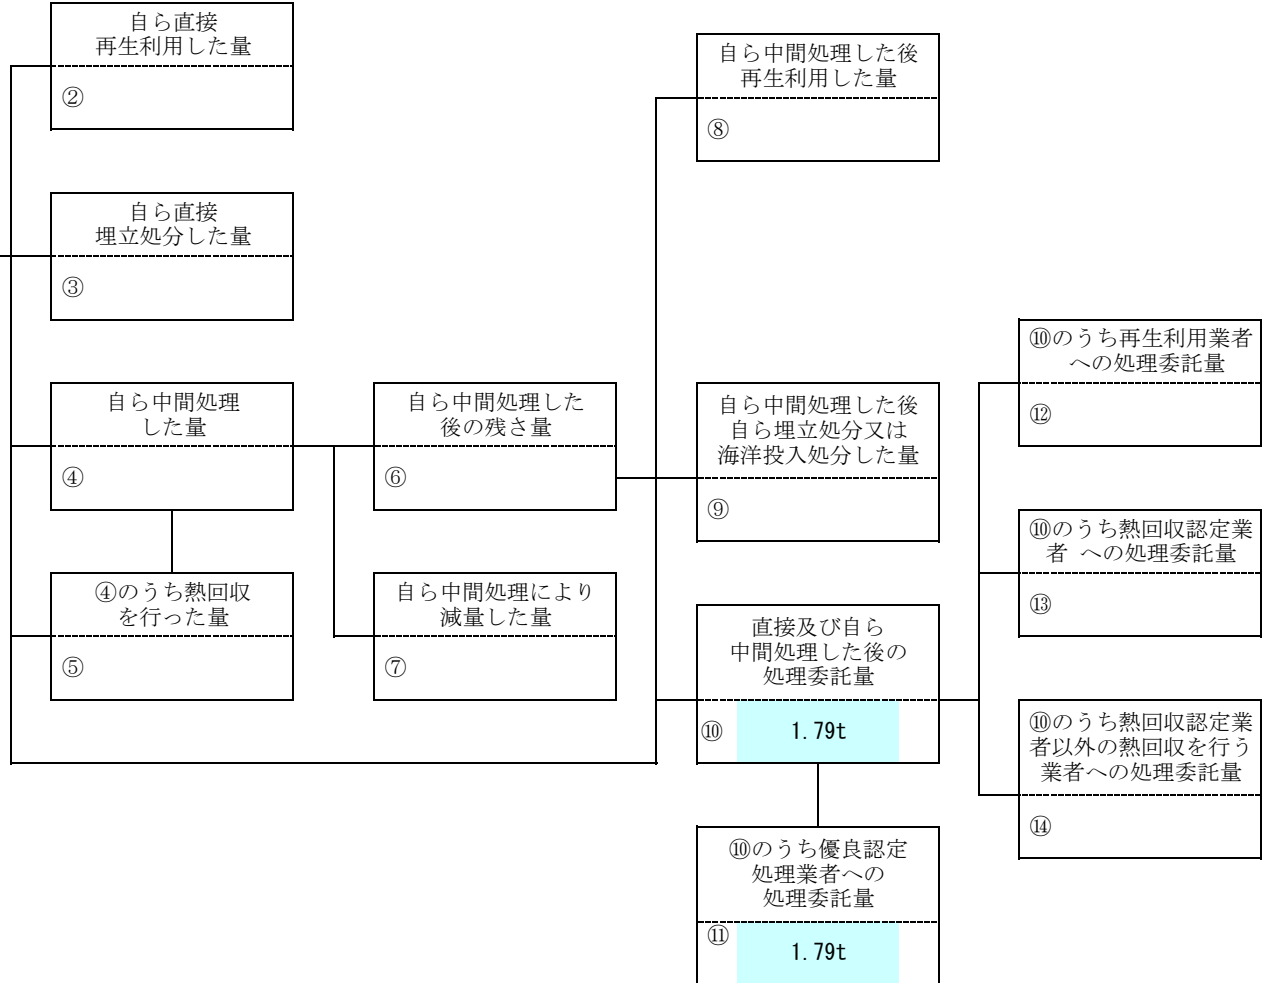 自ら直接
再生利用した量
②
自ら直接
埋立処分した量
③
自ら中間処理
した量
④
④のうち熱回収
を行った量
⑤
自ら中間処理した
後の残さ量
⑥
自ら中間処理により
減量した量
⑦
自ら中間処理した後
再生利用した量
⑧
自ら中間処理した後
自ら埋立処分又は
海洋投入処分した量
⑨
直接及び自ら
中間処理した後の
処理委託量
⑩ 1.79t
⑩のうち優良認定
処理業者への
処理委託量
⑪ 1.79t
⑩のうち再生利用業者
への処理委託量
⑫
⑩のうち熱回収認定業
者 への処理委託量
⑬
⑩のうち熱回収認定業
者以外の熱回収を行う
業者への処理委託量
⑭